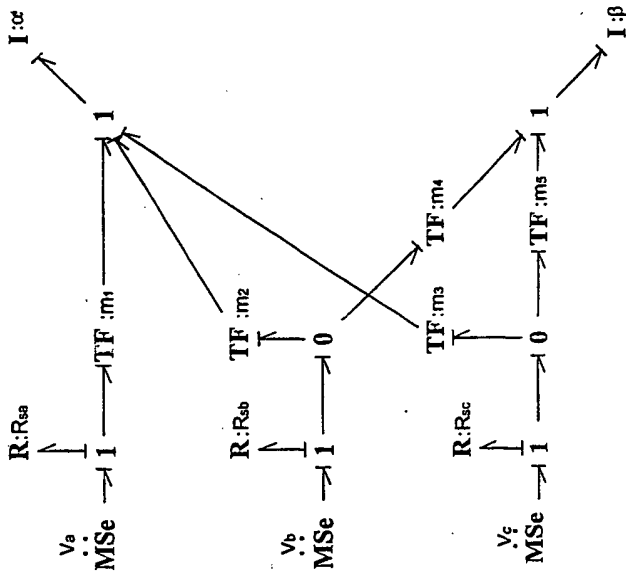 I:α
R:Rsa
Va
MSe 1 TF:m1 1
R:Rsb
TF:m2
Vb
MSe 1 0 TF:m4
R:Rsc
TF:m3
Vc
MSe 1 0 TF:m5 1
I:β